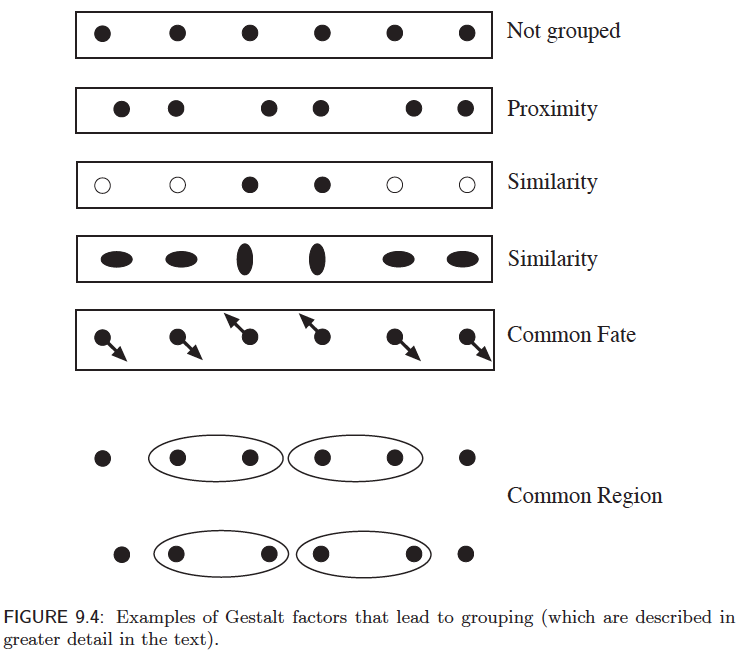 Not grouped
Proximity
Similarity
Similarity
Common Fate
Common Region
FIGURE 9.4: Examples of Gestalt factors that lead to grouping (which are described in
greater detail in the text).